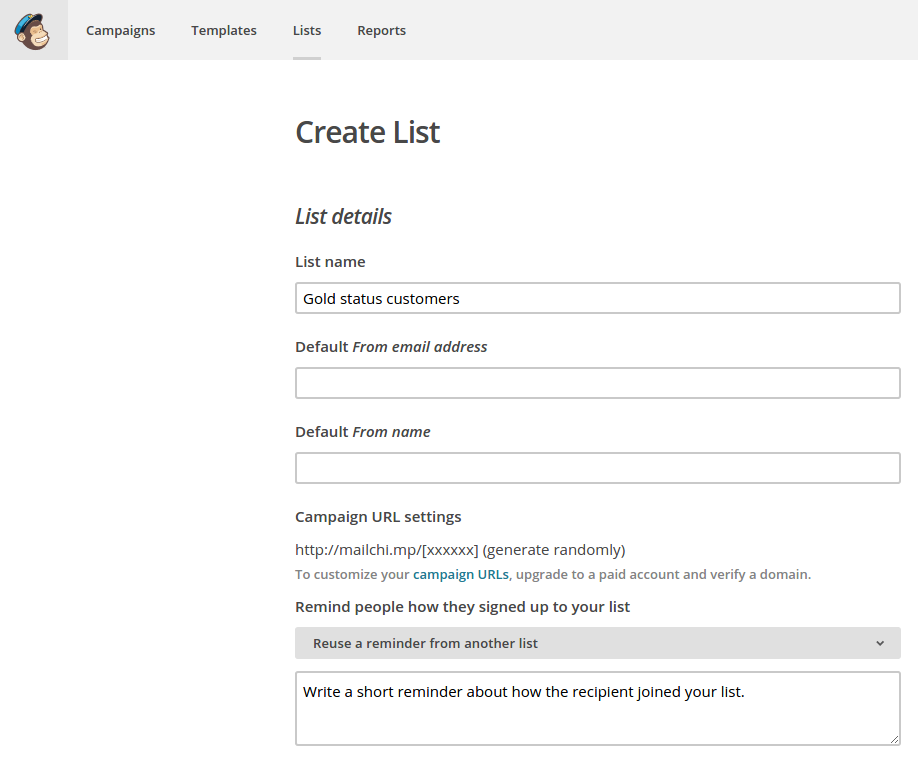 Campaigns Templates Lists Reports
Create List
List details
List name
Gold status customers
Default From email address
Default From name
Campaign URL settings
http://mailchi.mp/[xxxxxx] (generate randomly)
To customize your campaign URLs, upgrade to a paid account and verify a domain.
Remind people how they signed up to your list
Reuse a reminder from another list
Write a short reminder about how the recipient joined your list.